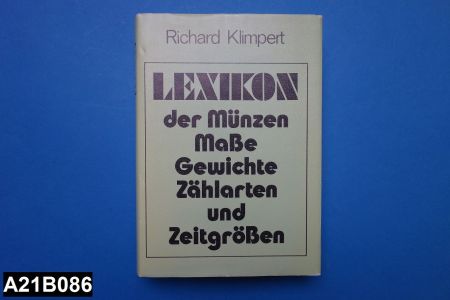 Richard Klimpert
LEXIKON
der Münzen
Maße
Gewichte
Zählarten
und
Zeitgrößen
A21B086